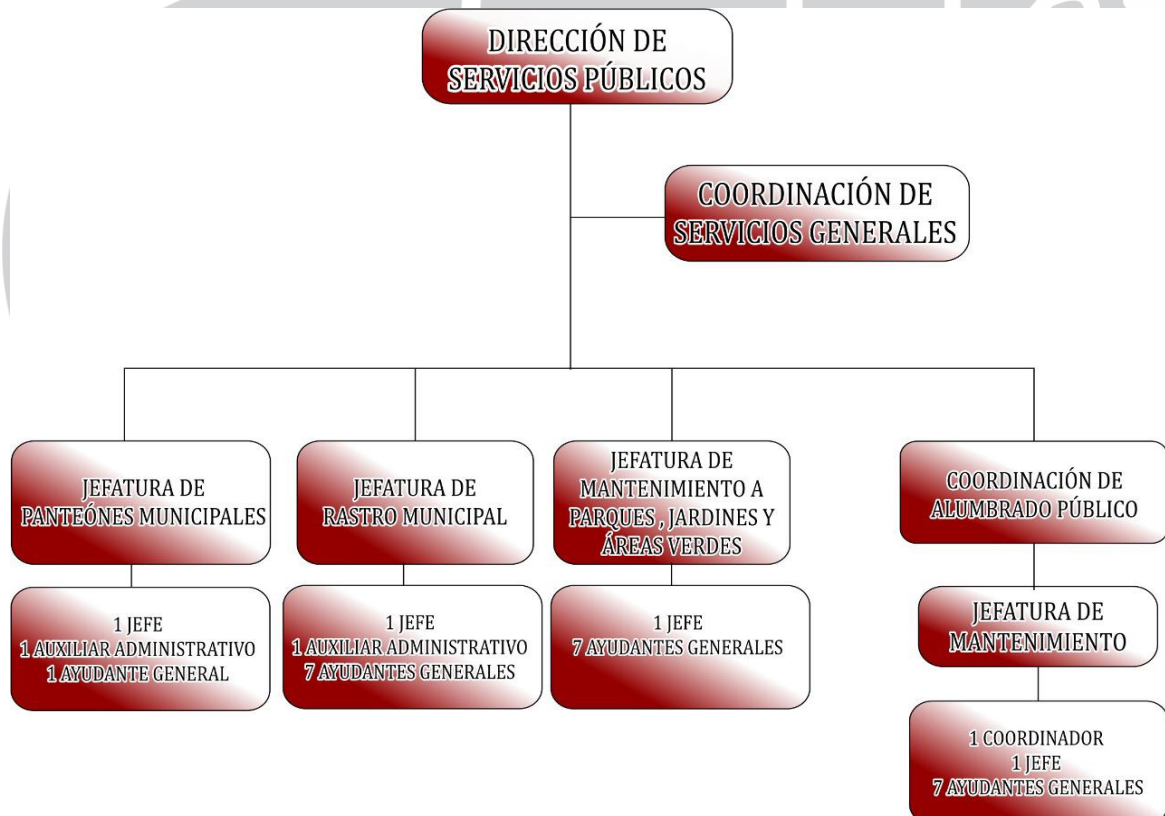 DIRECCIÓN DE
SERVICIOS PÚBLICOS
COORDINACIÓN DE
SERVICIOS GENERALES
JEFATURA DE
PANTEÓNES MUNICIPALES
JEFATURA DE
RASTRO MUNICIPAL
JEFATURA DE
MANTENIMIENTO A
PARQUES , JARDINES Y
ÁREAS VERDES
COORDINACIÓN DE
ALUMBRADO PÚBLICO
1 JEFE
1 AUXILIAR ADMINISTRATIVO
1 AYUDANTE GENERAL
1 JEFE
1 AUXILIAR ADMINISTRATIVO
7 AYUDANTES GENERALES
1 JEFE
7 AYUDANTES GENERALES
JEFATURA DE
MANTENIMIENTO
1 COORDINADOR
1 JEFE
7 AYUDANTES GENERALES